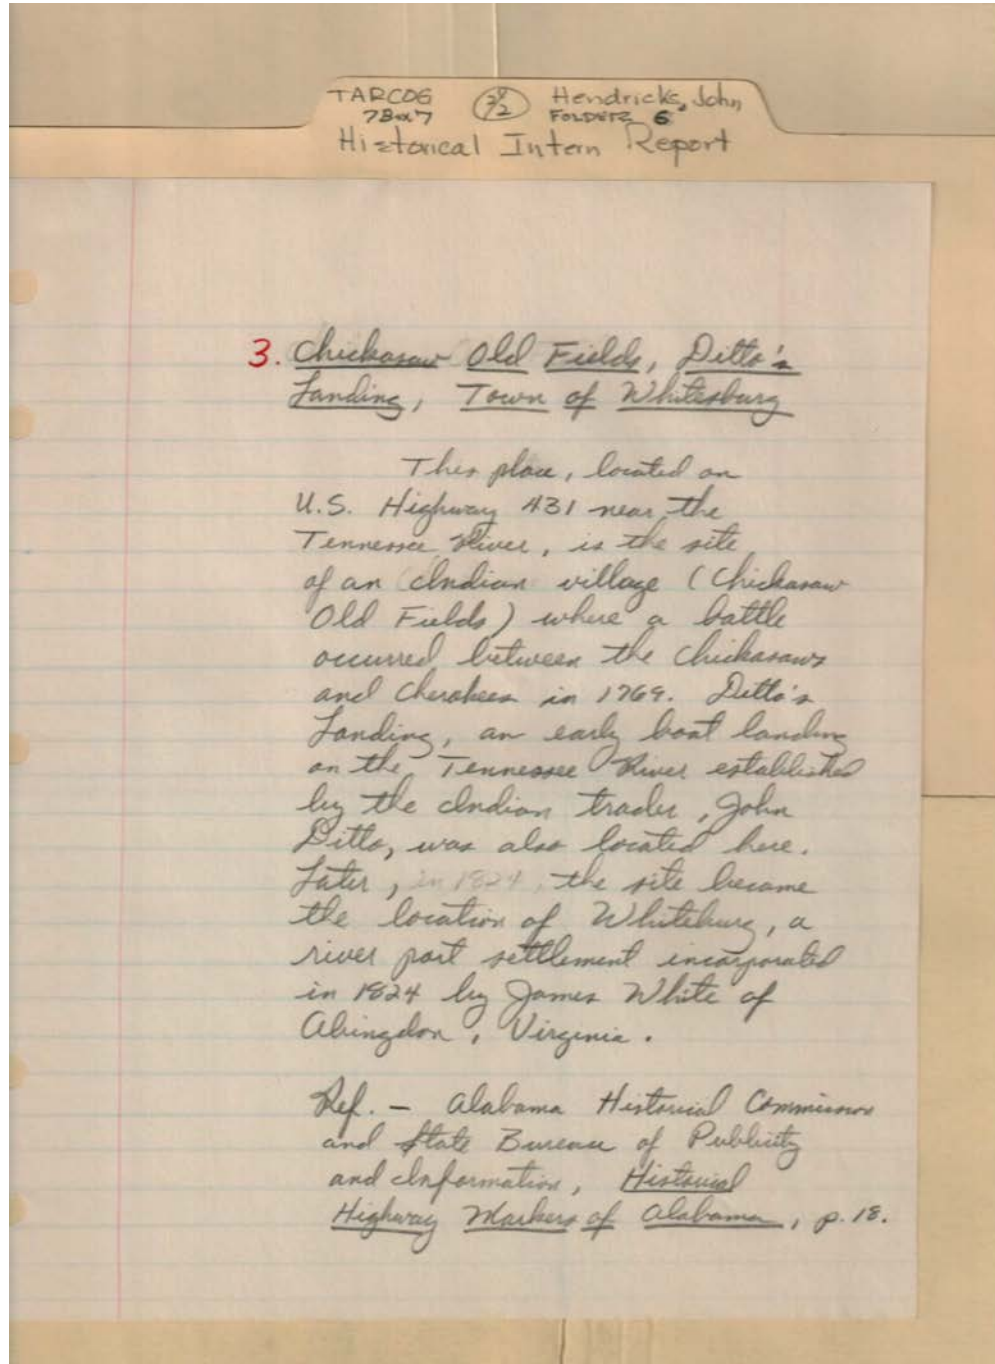 TARCOG Hendricks, John
7Box7 FOLDER 6
Historical Intern Report
3. Chickasaw Old Fields, Ditto's
Landing, Town of Whitesburg
This place, located on
U.S. Highway 431 near the
Tennessee River, is the site
of an Indian village (Chickasaw
Old Fields) where a battle
occurred between the Chickasaws
and Cherokees in 1769. Ditto's
Landing, an early boat landing
on the Tennessee River established
by the Indian trader, John
Ditto, was also located here.
Later, in 1824, the site became
the location of Whiteburg, a
river port settlement incorporated
in 1824 by James White of
Abingdon, Virginia.
Ref. - Alabama Historical Commission
and State Bureau of Publicity
and Information, Historical
Highway Markers of Alabama, p. 18.